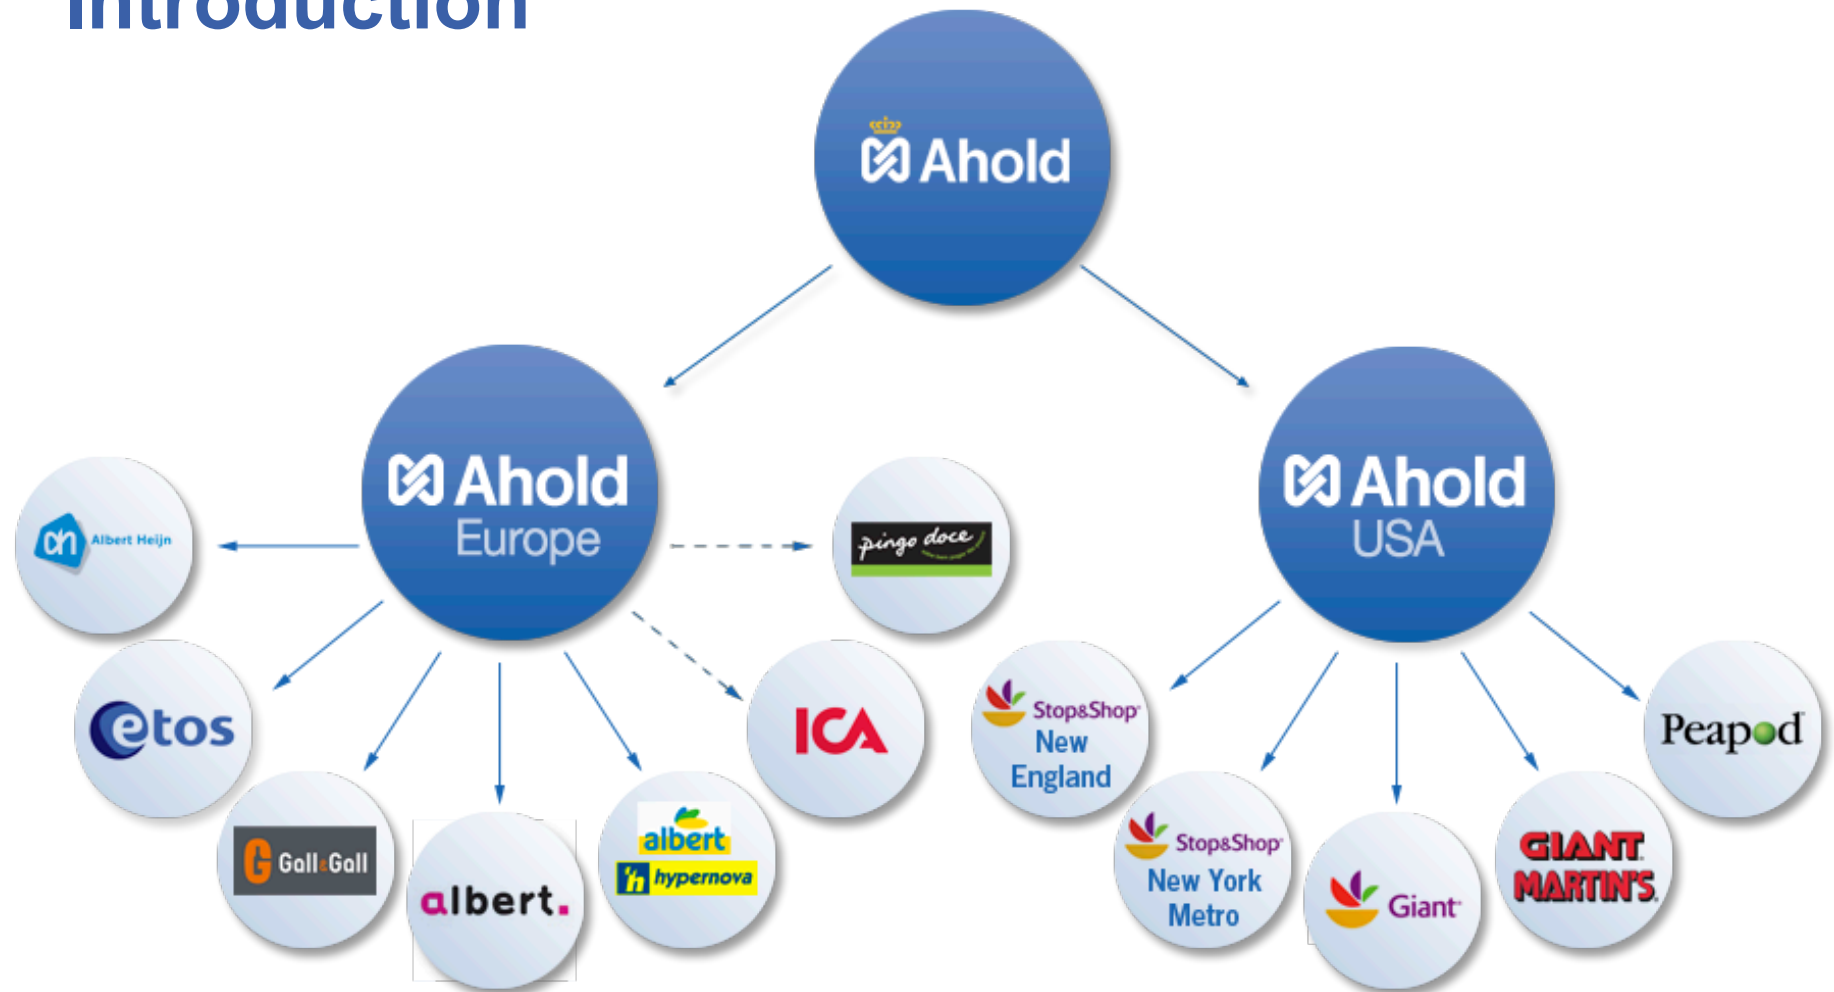 Introduction
Ahold
Ahold
Europe
Ahold
USA
Albert Heijn
pingo doce
etos
ICA
Gall&Gall
albert.
albert
hypernova
Stop&Shop
New
England
Stop&Shop
New York
Metro
Giant
GIANT
MARTIN'S
Peapod